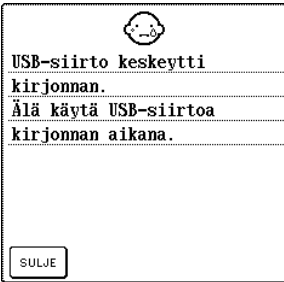 USB-siirto keskeytti
kirjonnan.
Älä käytä USB-siirtoa
kirjonnan aikana.
SULJE